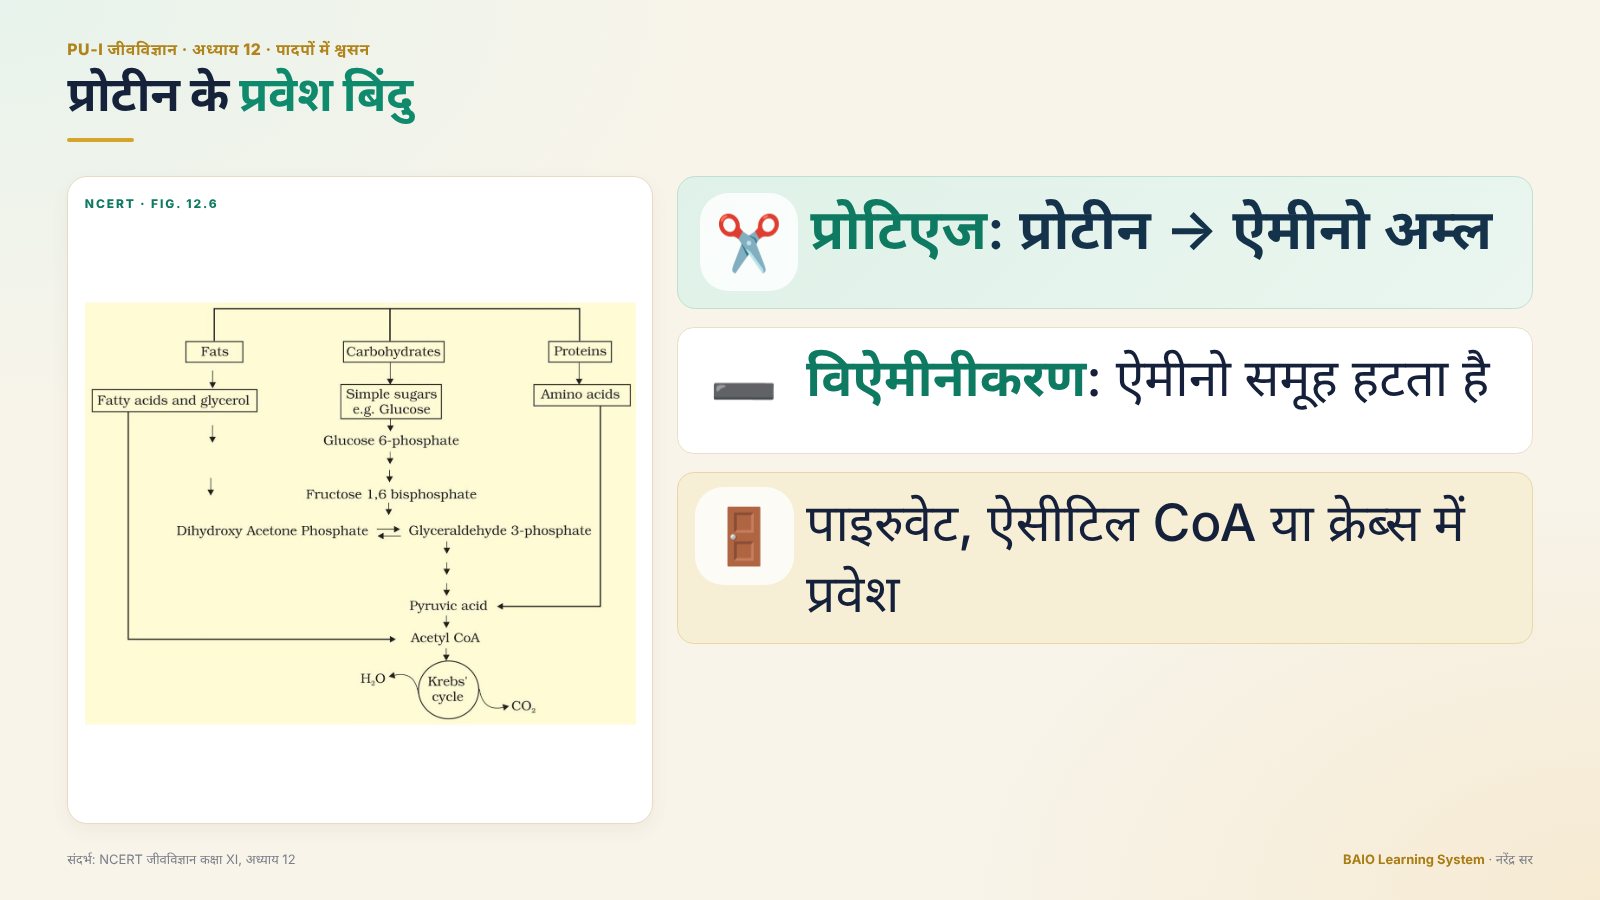 PU-I जीवविज्ञान · अध्याय 12 · पादपों में श्वसन
प्रोटीन के प्रवेश बिंदु
NCERT · FIG. 12.6
Fats
Carbohydrates
Proteins
Fatty acids and glycerol
Simple sugars
e.g. Glucose
Amino acids
Glucose 6-phosphate
Fructose 1,6 bisphosphate
Dihydroxy Acetone Phosphate
Glyceraldehyde 3-phosphate
Pyruvic acid
Acetyl CoA
H₂O
Krebs'
cycle
CO₂
प्रोटिएज: प्रोटीन → ऐमीनो अम्ल
विऐमीनीकरण: ऐमीनो समूह हटता है
पाइरुवेट, ऐसीटिल CoA या क्रेब्स में
प्रवेश
संदर्भ: NCERT जीवविज्ञान कक्षा XI, अध्याय 12
BAIO Learning System · नरेंद्र सर